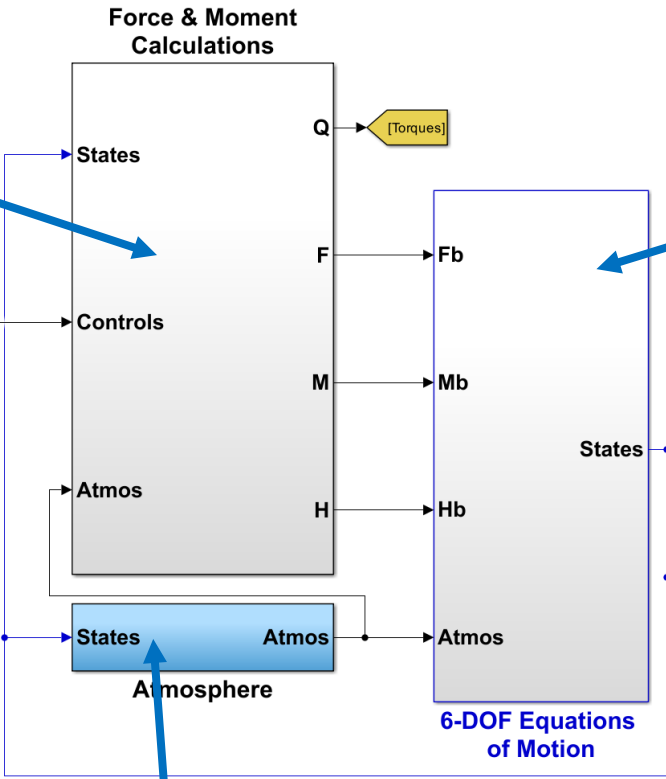 Force & Moment
Calculations
Q
[Torques]
States
F
Fb
Controls
M
Mb
States
Atmos
H
Hb
States
Atmos
Atmos
Atmosphere
6-DOF Equations
of Motion